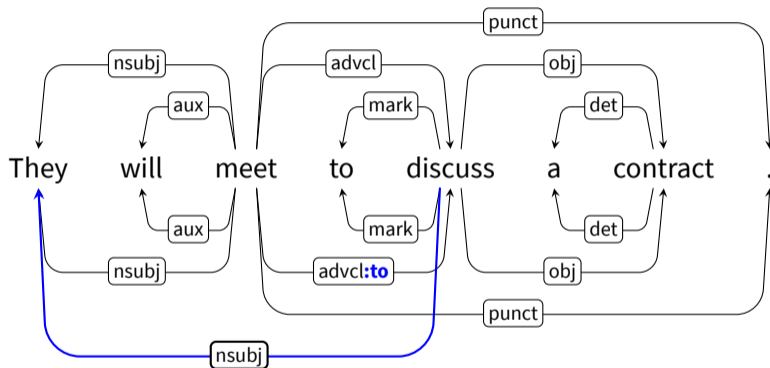 punct
nsubj advcl obj
aux mark det
They will meet to discuss a contract .
aux mark det
nsubj advcl:to obj
punct
nsubj